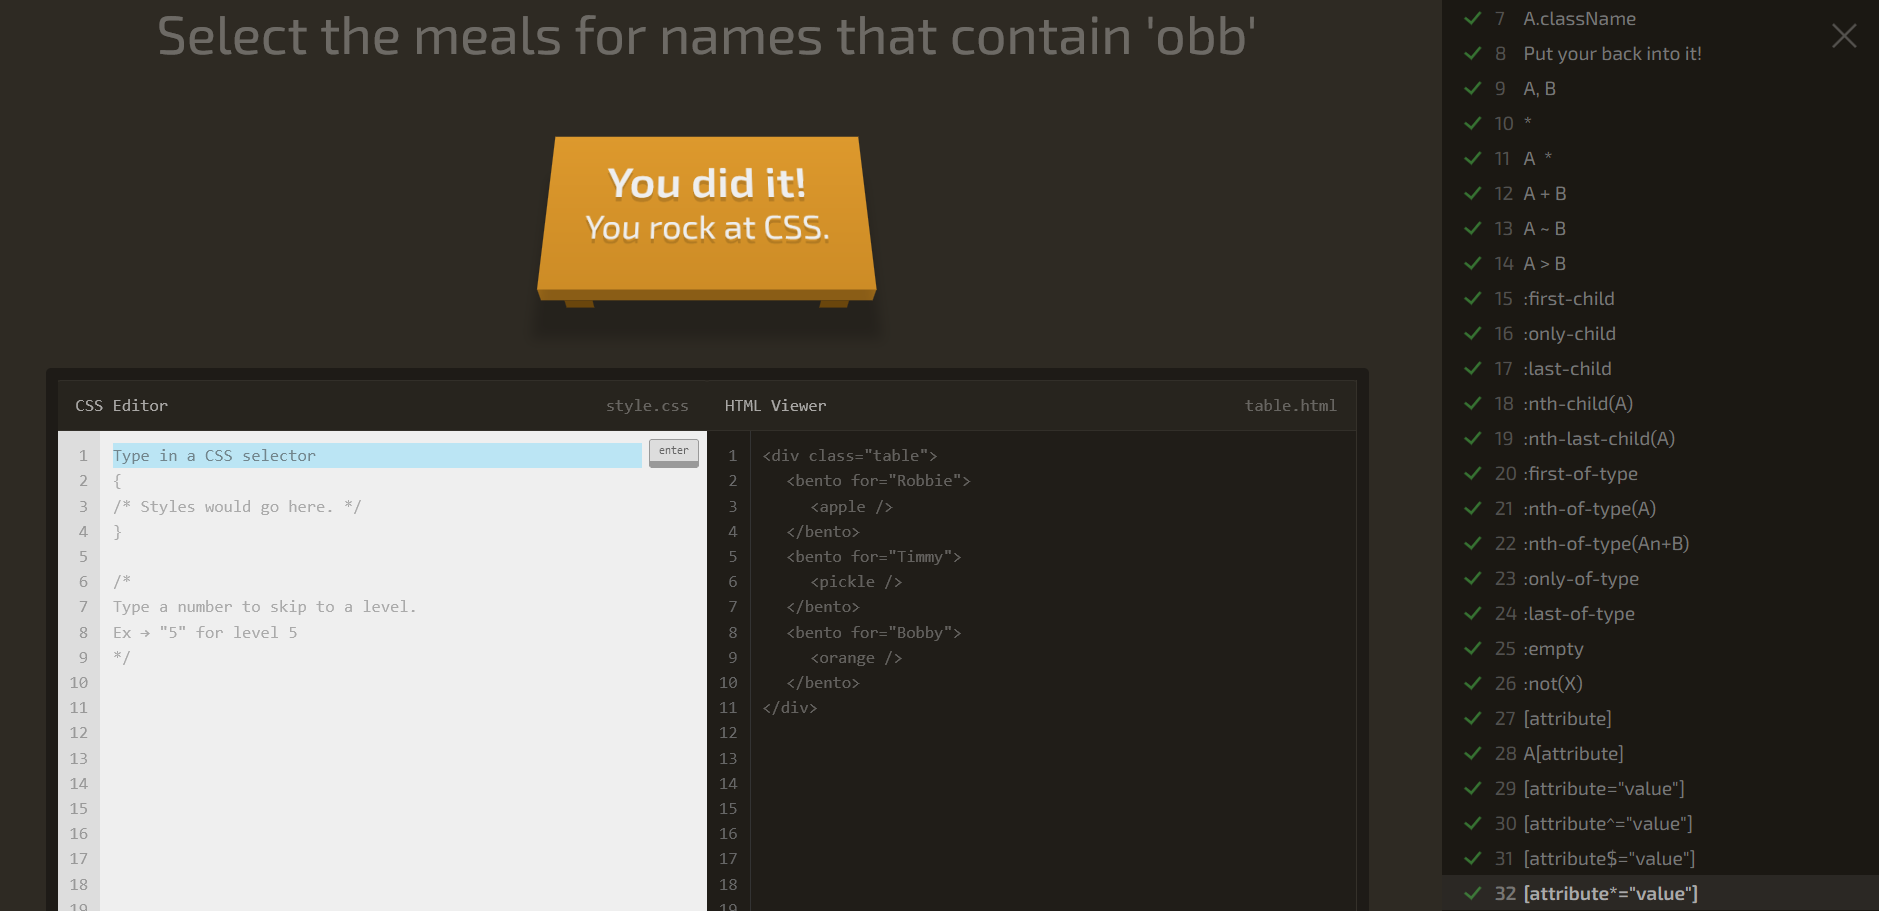 Select the meals for names that contain 'obb'
You did it!
You rock at CSS.
CSS Editor
style.css
1 Type in a CSS selector
enter
2 {
3 /* Styles would go here. */
4 }
5
6 /*
7 Type a number to skip to a level.
8 Ex → "5" for level 5
9 */
10
11
12
13
14
15
16
17
18
19
HTML Viewer
table.html
1 <div class="table">
2 <bento for="Robbie">
3 <apple />
4 </bento>
5 <bento for="Timmy">
6 <pickle />
7 </bento>
8 <bento for="Bobby">
9 <orange />
10 </bento>
11 </div>
12
13
14
15
16
17
18
19
7 A.className
8 Put your back into it!
9 A, B
10 *
11 A *
12 A + B
13 A ~ B
14 A > B
15 :first-child
16 :only-child
17 :last-child
18 :nth-child(A)
19 :nth-last-child(A)
20 :first-of-type
21 :nth-of-type(A)
22 :nth-of-type(An+B)
23 :only-of-type
24 :last-of-type
25 :empty
26 :not(X)
27 [attribute]
28 A[attribute]
29 [attribute="value"]
30 [attribute^="value"]
31 [attribute$="value"]
32 [attribute*="value"]